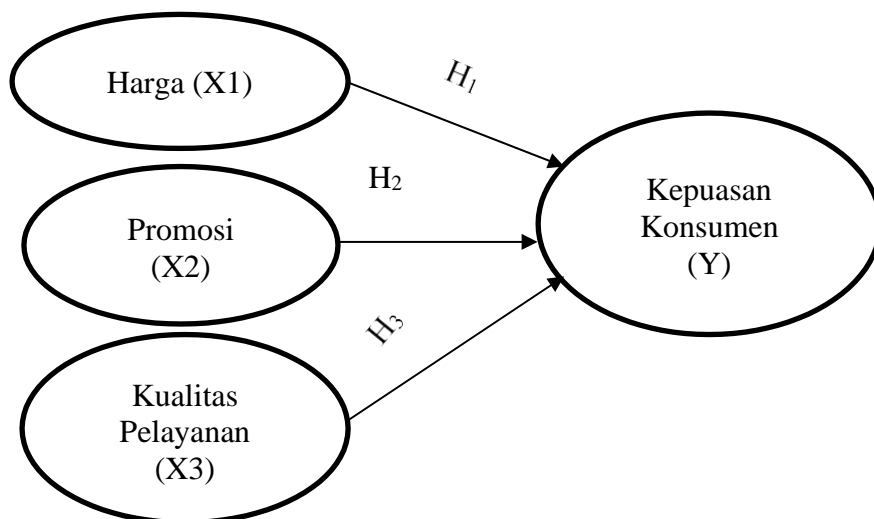 Harga (X1)
H₁
H₂
Promosi
(X2)
Kepuasan
Konsumen
(Y)
H₃
Kualitas
Pelayanan
(X3)